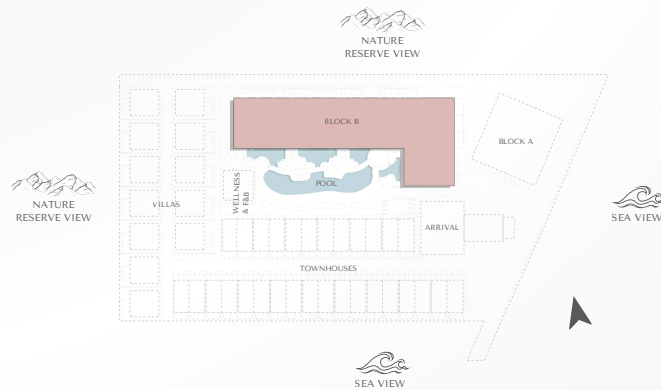 NATURE
RESERVE VIEW
BLOCK B
BLOCK A
NATURE
RESERVE VIEW
VILLAS
WELLNESS
& F&B
POOL
SEA VIEW
ARRIVAL
TOWNHOUSES
SEA VIEW